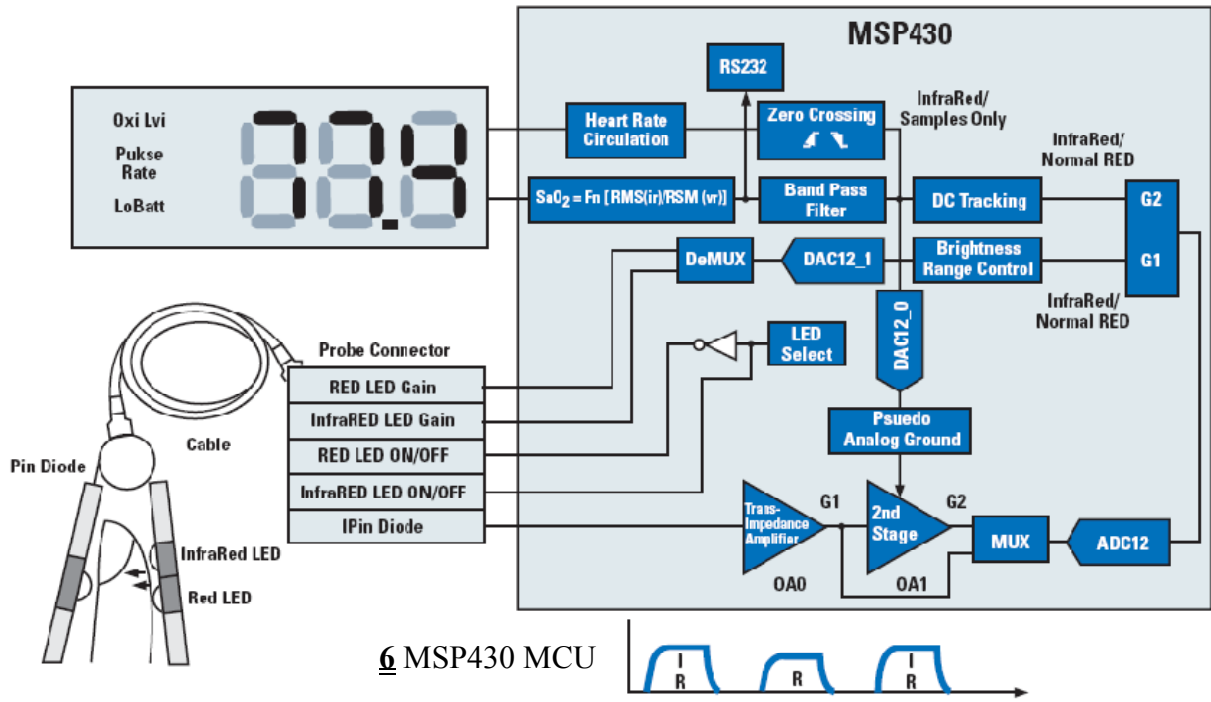 MSP430
RS232
InfraRed/
Samples Only
Oxi Lvi
Pukse
Rate
LoBatt
77.4
Heart Rate
Circulation
Zero Crossing
InfraRed/
Normal RED
SaO2 = Fn [RMS(ir)/RSM (vr)]
Band Pass
Filter
DC Tracking
G2
G1
DeMUX
DAC12_1
Brightness
Range Control
InfraRed/
Normal RED
DAC12_0
LED
Select
Probe Connector
RED LED Gain
InfraRED LED Gain
RED LED ON/OFF
InfraRED LED ON/OFF
IPin Diode
Cable
Pin Diode
InfraRed LED
Red LED
Psuedo
Analog Ground
Trans-
Impedance
Amplifier
G1
OA0
2nd
Stage
G2
OA1
MUX
ADC12
6 MSP430 MCU
I
R
R
I
R